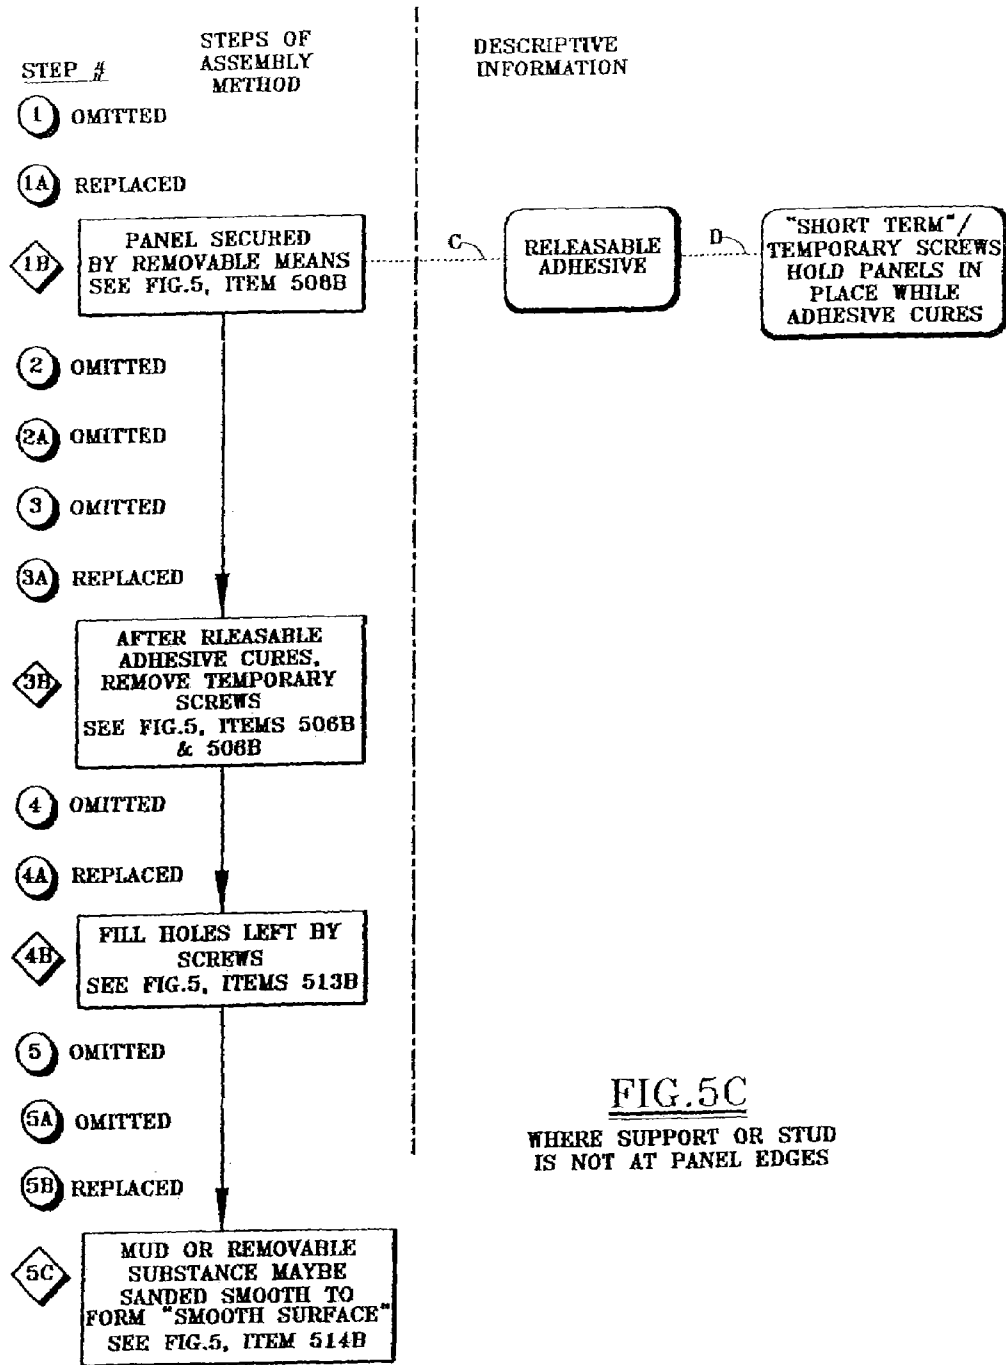 STEP #
STEPS OF
ASSEMBLY
METHOD
DESCRIPTIVE
INFORMATION
1 OMITTED
1A REPLACED
1B
PANEL SECURED
BY REMOVABLE MEANS
SEE FIG.5, ITEM 506B
C
RELEASABLE
ADHESIVE
D
"SHORT TERM"/
TEMPORARY SCREWS
HOLD PANELS IN
PLACE WHILE
ADHESIVE CURES
2 OMITTED
2A OMITTED
3 OMITTED
3A REPLACED
3B
AFTER RLEASABLE
ADHESIVE CURES,
REMOVE TEMPORARY
SCREWS
SEE FIG.5, ITEMS 506B
& 506B
4 OMITTED
4A REPLACED
4B
FILL HOLES LEFT BY
SCREWS
SEE FIG.5, ITEMS 513B
5 OMITTED
5A OMITTED
5B REPLACED
5C
MUD OR REMOVABLE
SUBSTANCE MAYBE
SANDED SMOOTH TO
FORM "SMOOTH SURFACE"
SEE FIG.5, ITEM 514B
FIG.5C
WHERE SUPPORT OR STUD
IS NOT AT PANEL EDGES